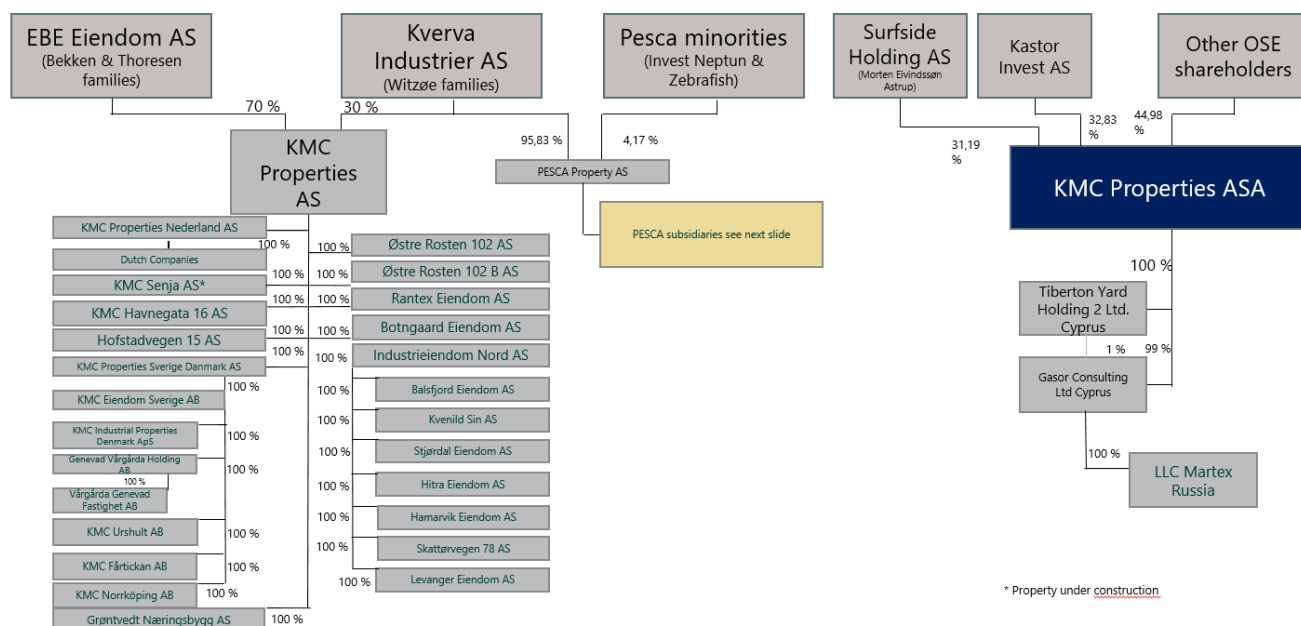 EBE Eiendom AS
(Bekken & Thoresen
families)
Kverva
Industrier AS
(Witzøe families)
Pesca minorities
(Invest Neptun &
Zebrafish)
Surfside
Holding AS
(Morten Eivindssøn
Astrup)
Kastor
Invest AS
Other OSE
shareholders
70 %
30 %
95,83 %
4,17 %
31,19
%
32,83
%
44,98
%
KMC
Properties
AS
PESCA Property AS
KMC Properties ASA
PESCA subsidiaries see next slide
KMC Properties Nederland AS
100 %
Dutch Companies
100 %
KMC Senja AS*
100 %
KMC Havnegata 16 AS
100 %
Hofstadvegen 15 AS
100 %
KMC Properties Sverige Danmark AS
100 %
KMC Eiendom Sverige AB
100 %
KMC Industrial Properties
Denmark ApS
100 %
Genevad Vårgårda Holding
AB
100 %
Vårgårda Genevad
Fastighet AB
100 %
KMC Urshult AB
100 %
KMC Fårtickan AB
100 %
KMC Norrköping AB
Grøntvedt Næringsbygg AS
100 %
100 %
Østre Rosten 102 AS
100 %
Østre Rosten 102 B AS
100 %
Rantex Eiendom AS
100 %
Botngaard Eiendom AS
100 %
Industrieiendom Nord AS
100 %
Balsfjord Eiendom AS
100 %
Kvenild Sin AS
100 %
Stjørdal Eiendom AS
100 %
Hitra Eiendom AS
100 %
Hamarvik Eiendom AS
100 %
Skattørvegen 78 AS
100 %
Levanger Eiendom AS
100 %
Tiberton Yard
Holding 2 Ltd.
Cyprus
1 %
99 %
Gasor Consulting
Ltd Cyprus
100 %
LLC Martex
Russia
* Property under construction